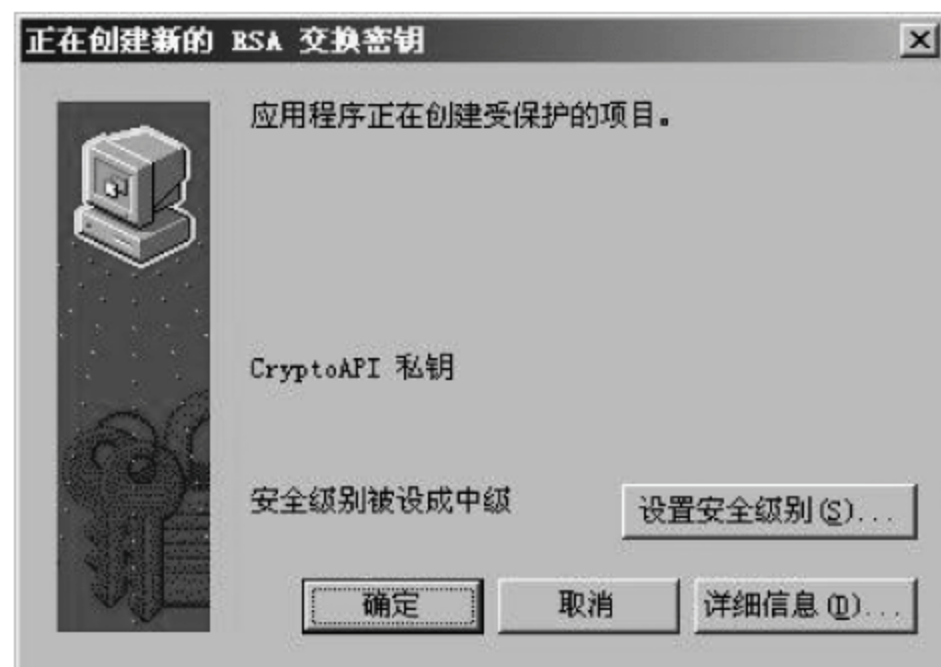 正在创建新的 RSA 交换密钥
应用程序正在创建受保护的项目。
CryptoAPI 私钥
安全级别被设成中级
设置安全级别(S)...
确定
取消
详细信息(D)...